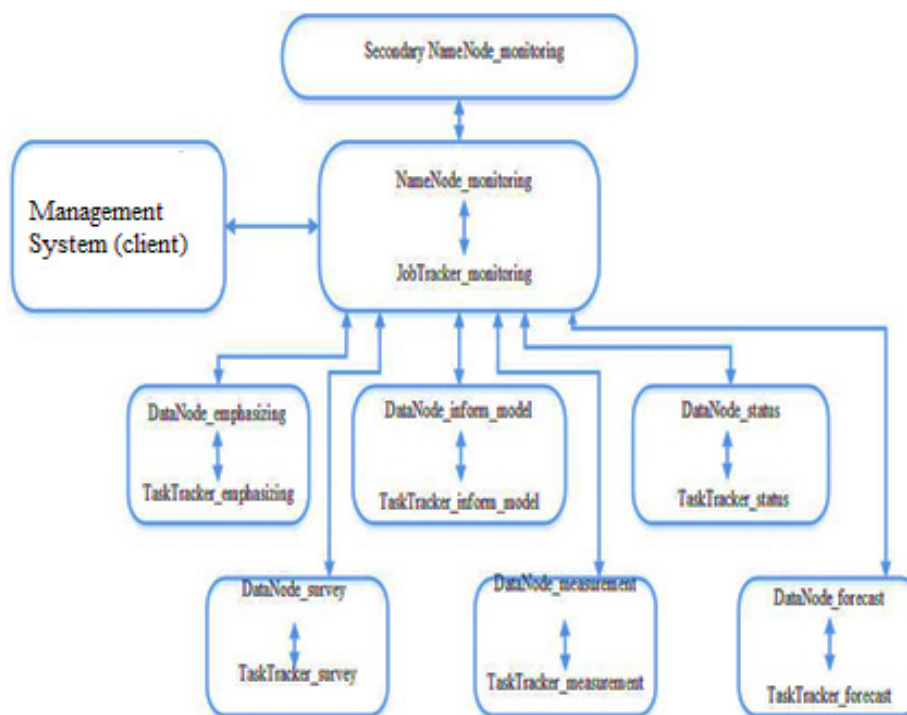 Secondary NameNode_monitoring
NameNode_monitoring
Management
System (client)
JobTracker_monitoring
DataNode_emphasizing
DataNode_inform_model
DataNode_status
TaskTracker_emphasizing
TaskTracker_inform_model
TaskTracker_status
DataNode_survey
DataNode_measurement
DataNode_forecast
TaskTracker_survey
TaskTracker_measurement
TaskTracker_forecast